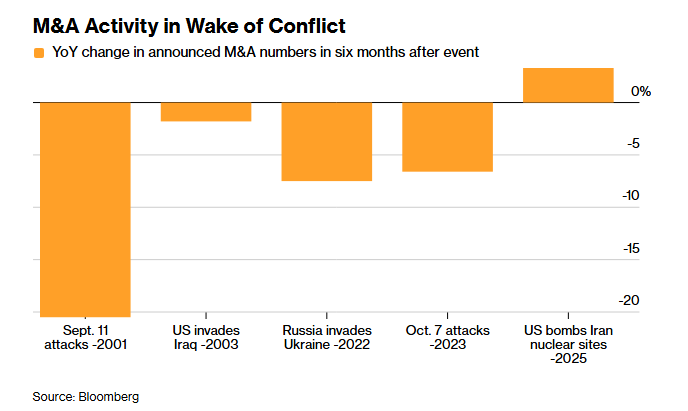 M&A Activity in Wake of Conflict
YoY change in announced M&A numbers in six months after event
0%
-5
-10
-15
-20
Sept. 11
attacks -2001
US invades
Iraq -2003
Russia invades
Ukraine -2022
Oct. 7 attacks
-2023
US bombs Iran
nuclear sites
-2025
Source: Bloomberg